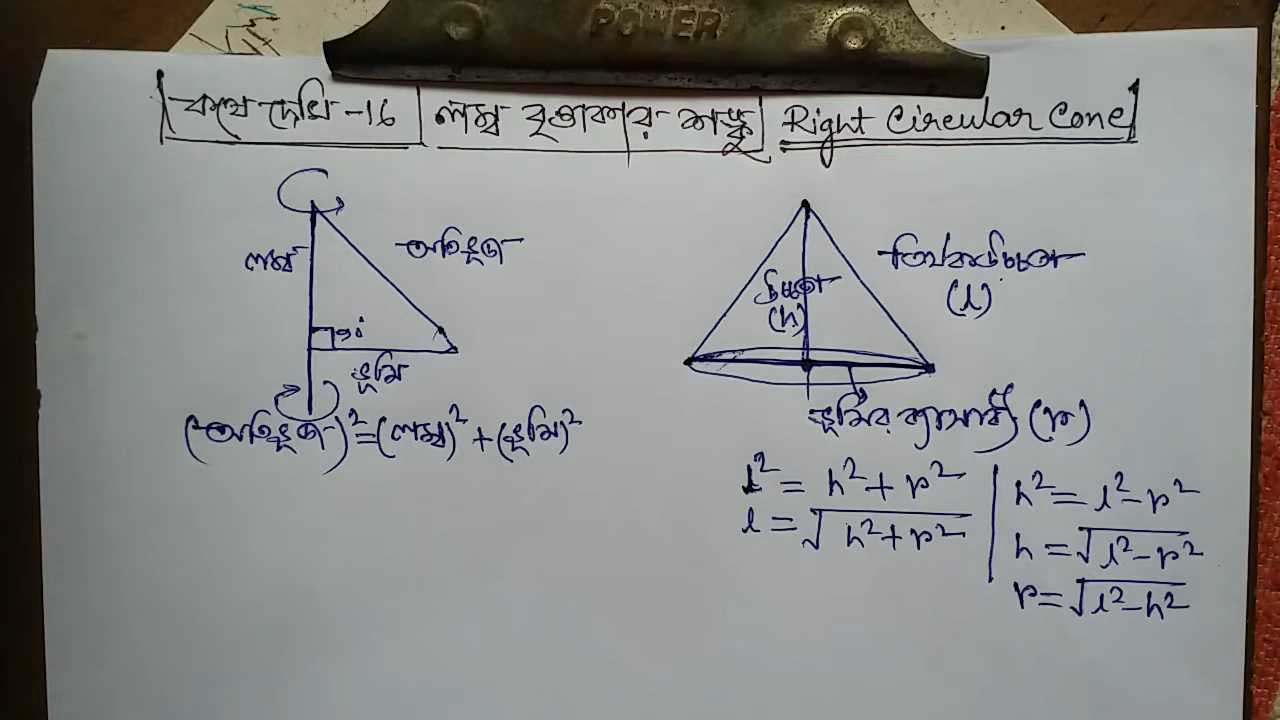 POWER
কষে দেখি -16 | লম্ব বৃত্তাকার শঙ্কু | Right Circular Cone
লম্ব
অতিভুজ
90°
ভূমি
(অতিভুজ)² = (লম্ব)² + (ভূমি)²
উচ্চতা
(h)
তির্যক উচ্চতা
(l)
ভূমির ব্যাসার্ধ (r)
l² = h² + r²
l = √h² + r²
h² = l² - r²
h = √l² - r²
r = √l² - h²